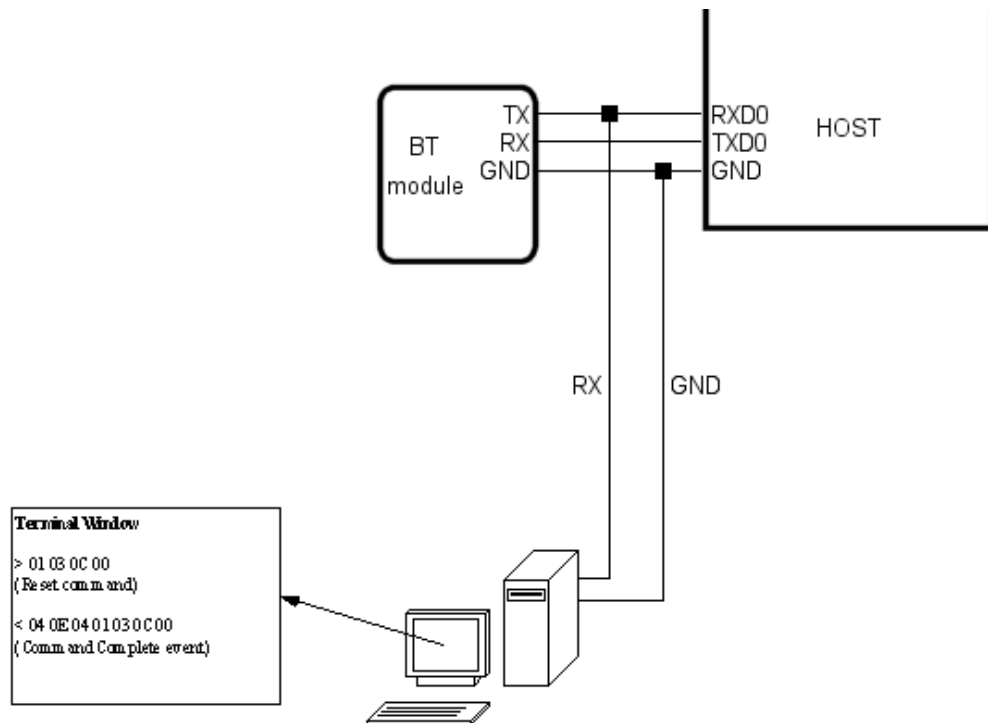 TX
RX
GND
BT
module
RXD0
TXD0
GND
HOST
RX
GND
Terminal Window
> 01 03 0C 00
(Reset command)
< 04 0E 04 01 03 0C 00
(Command Complete event)